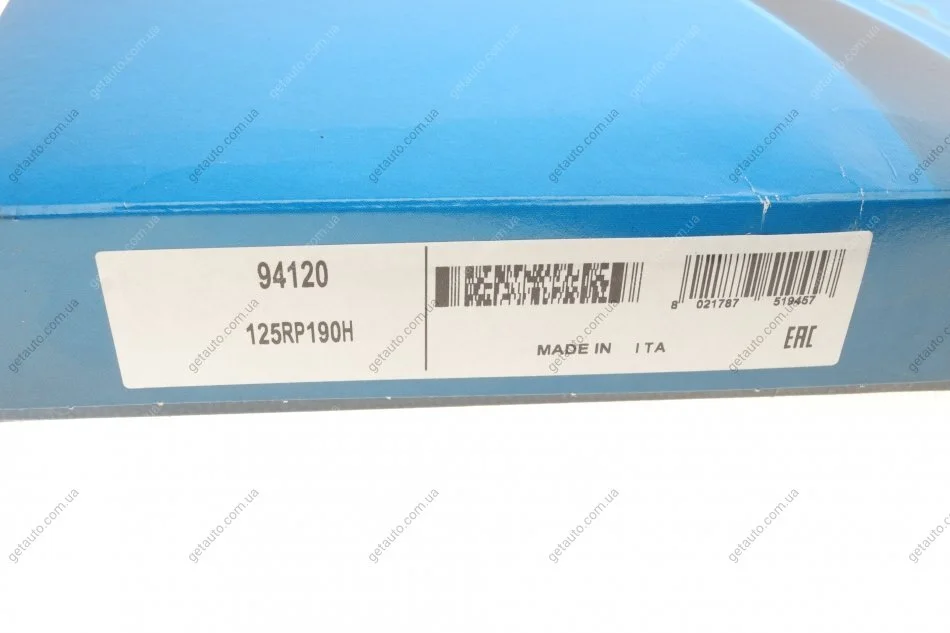 94120
125RP190H
8 021787 519457
MADE IN ITA
EAC
getauto.com.ua